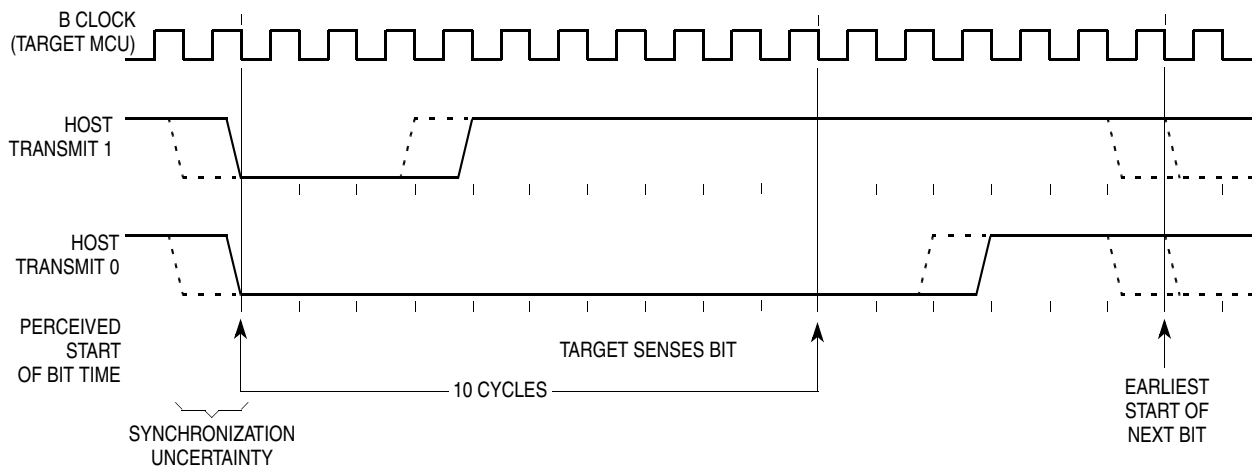 B CLOCK
(TARGET MCU)
HOST
TRANSMIT 1
HOST
TRANSMIT 0
PERCEIVED
START
OF BIT TIME
TARGET SENSES BIT
10 CYCLES
EARLIEST
START OF
NEXT BIT
SYNCHRONIZATION
UNCERTAINTY